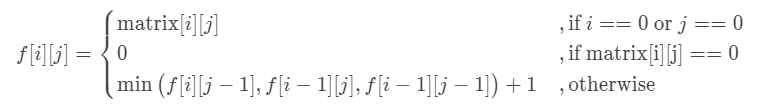 f[i][j] = { matrix[i][j] , if i == 0 or j == 0
0 , if matrix[i][j] == 0
min (f[i][j − 1], f[i − 1][j], f[i − 1][j − 1]) + 1 , otherwise